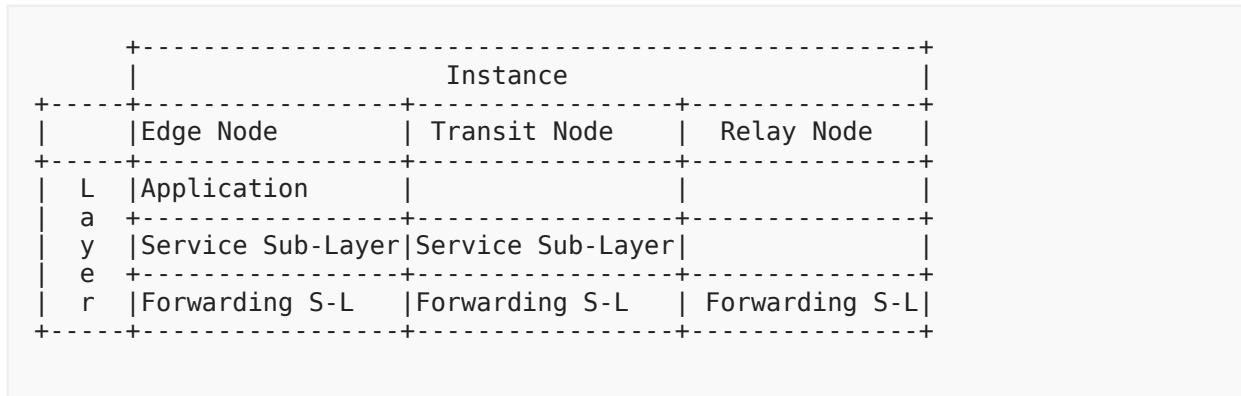 Instance
Edge Node Transit Node Relay Node
L Application
a
y Service Sub-Layer Service Sub-Layer
e
r Forwarding S-L Forwarding S-L Forwarding S-L